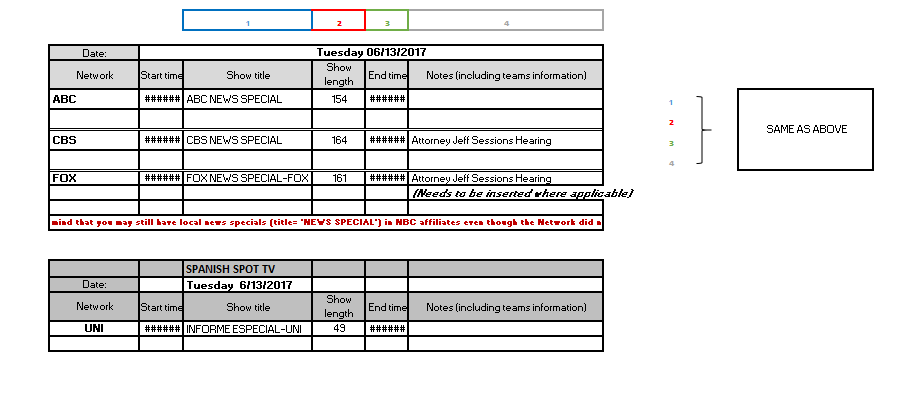 1 2 3 4
Date: Tuesday 06/13/2017
Network Start time Show title Show length End time Notes (including teams information)
ABC ###### ABC NEWS SPECIAL 154 ######
CBS ###### CBS NEWS SPECIAL 164 ###### Attorney Jeff Sessions Hearing
FOX ###### FOX NEWS SPECIAL-FOX 161 ###### Attorney Jeff Sessions Hearing
(Needs to be inserted where applicable)
mind that you may still have local news specials (title= "NEWS SPECIAL") in NBC affiliates even though the Network did n
1
2
3
4
SAME AS ABOVE
SPANISH SPOT TV
Date: Tuesday 6/13/2017
Network Start time Show title Show length End time Notes (including teams information)
UNI ###### INFORME ESPECIAL-UNI 49 ######